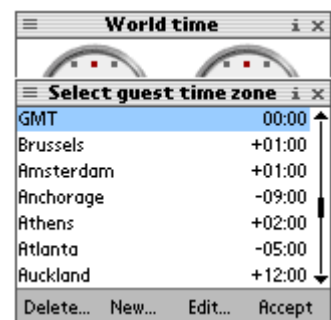 World time
Select guest time zone
GMT 00:00
Brussels +01:00
Amsterdam +01:00
Anchorage -09:00
Athens +02:00
Atlanta -05:00
Auckland +12:00
Delete... New... Edit... Accept